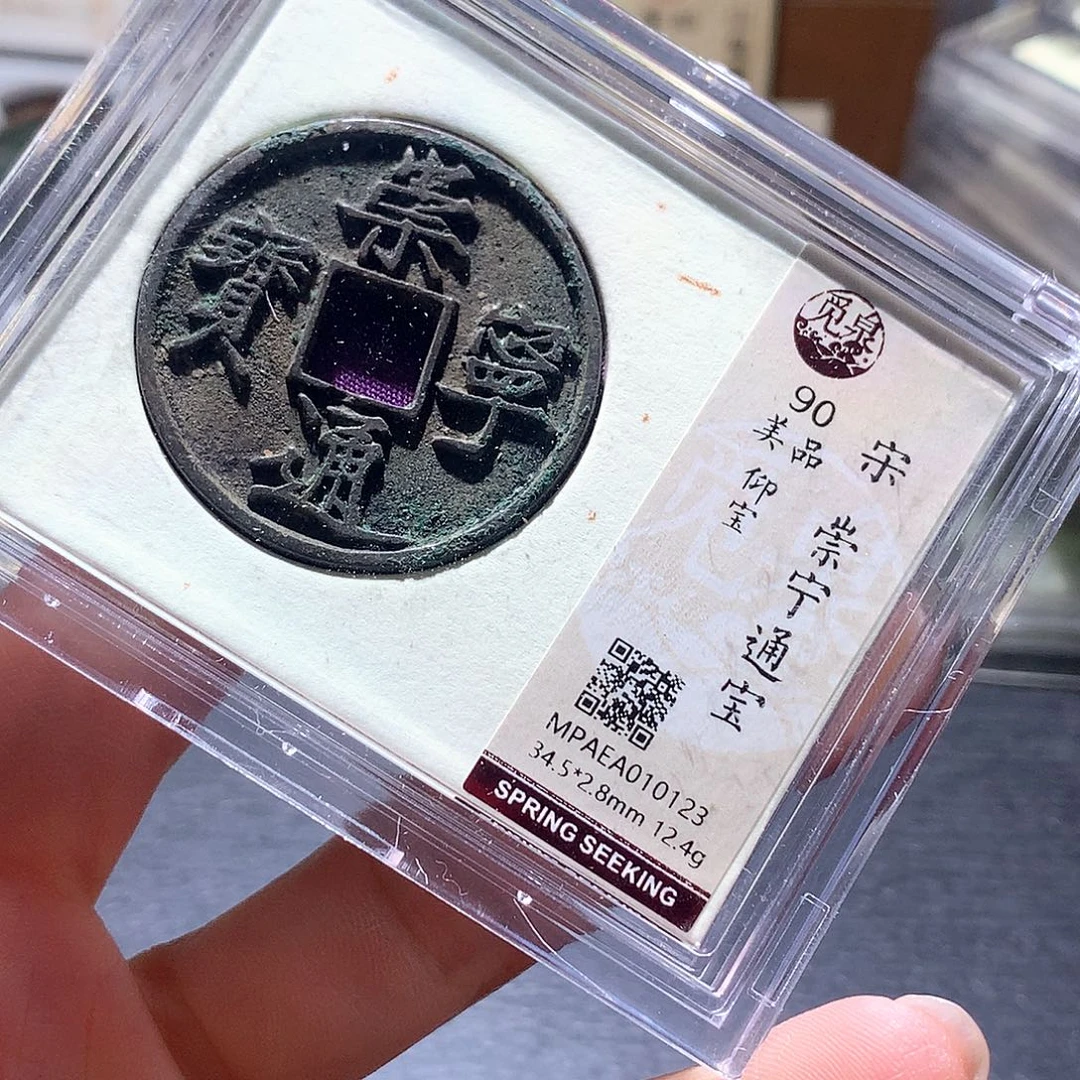 崇
寧
通
寶
觅泉
90
美品
仰宝
宋 崇宁通宝
MPAEA010123
34.5*2.8mm 12.4g
SPRING SEEKING